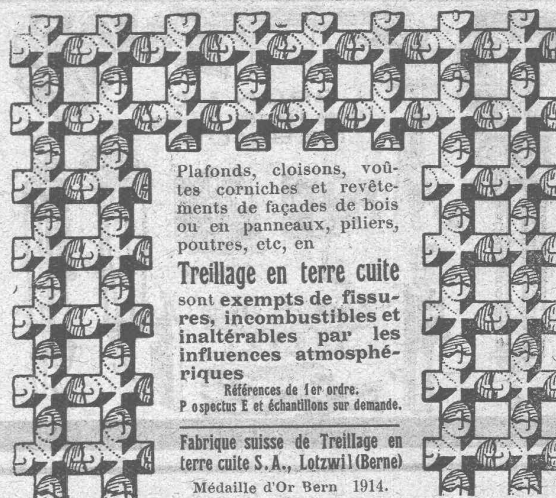 Plafonds, cloisons, voû-
tes corniches et revête-
ments de façades de bois
ou en panneaux, piliers,
poutres, etc, en
Treillage en terre cuite
sont exempts de fissu-
res, incombustibles et
inaltérables par les
influences atmosphé-
riques
Références de 1er ordre.
P ospectus E et échantillons sur demande.
Fabrique suisse de Treillage en
terre cuite S.A., Lotzwil (Berne)
Médaille d'Or Bern 1914.